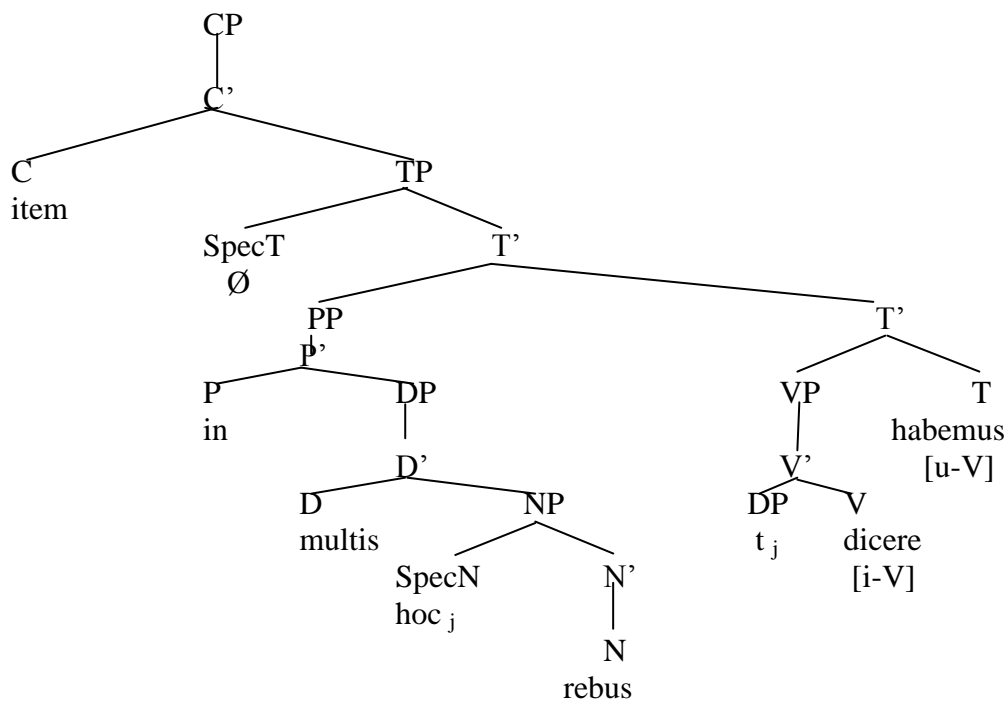 CP
C’
C TP
item
SpecT T’
Ø
PP T’
P’
P DP VP T
in habemus
D’ V’ [u-V]
D NP DP V
multis t j dicere
SpecN N’ [i-V]
hoc j
N
rebus